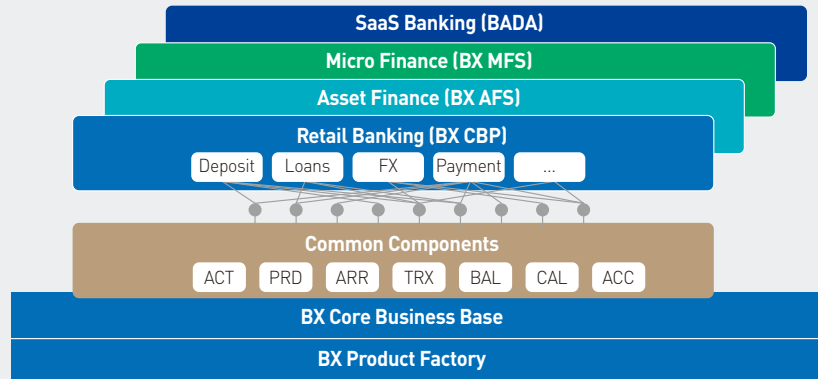 SaaS Banking (BADA)
Micro Finance (BX MFS)
Asset Finance (BX AFS)
Retail Banking (BX CBP)
Deposit Loans FX Payment ...
Common Components
ACT PRD ARR TRX BAL CAL ACC
BX Core Business Base
BX Product Factory